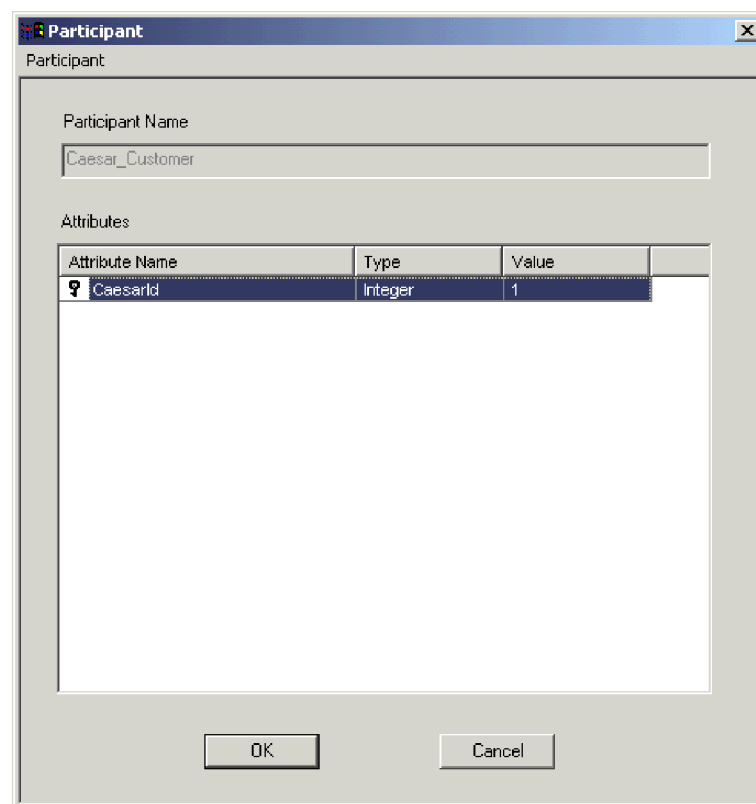 Participant
Participant
Participant Name
Caesar_Customer
Attributes
Attribute Name Type Value
CaesarId Integer 1
OK Cancel